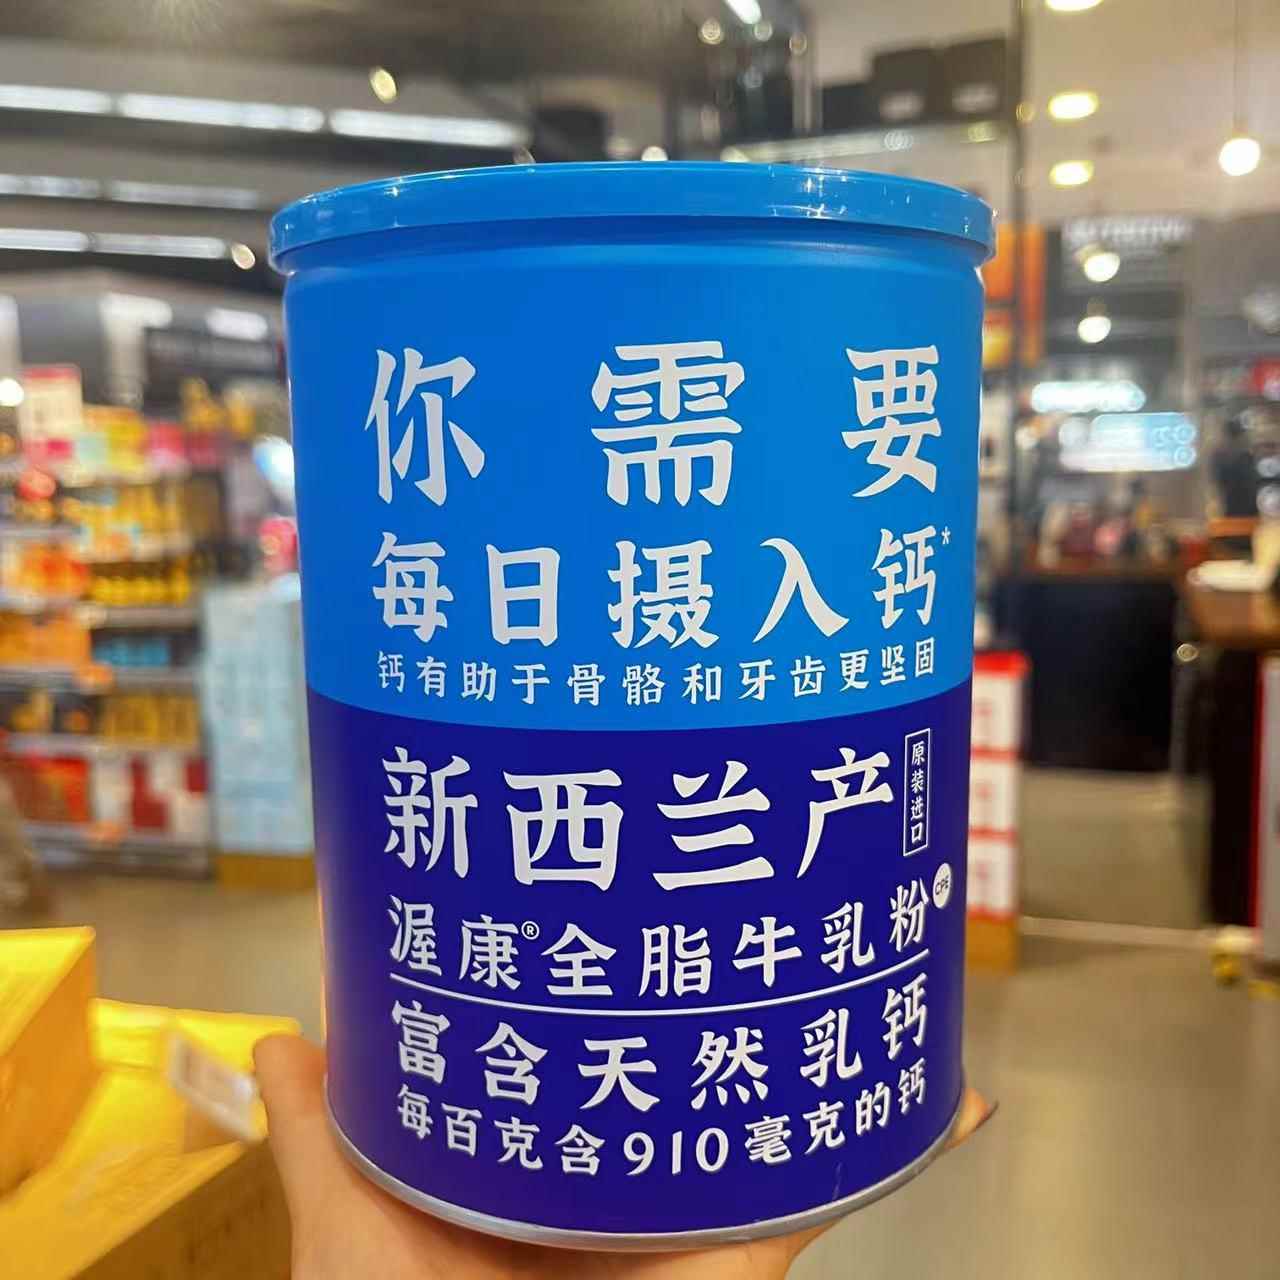 你需要
每日摄入钙*
钙有助于骨骼和牙齿更坚固
新西兰产
原装进口
渥康®全脂牛乳粉
CPE
富含天然乳钙
每百克含910毫克的钙